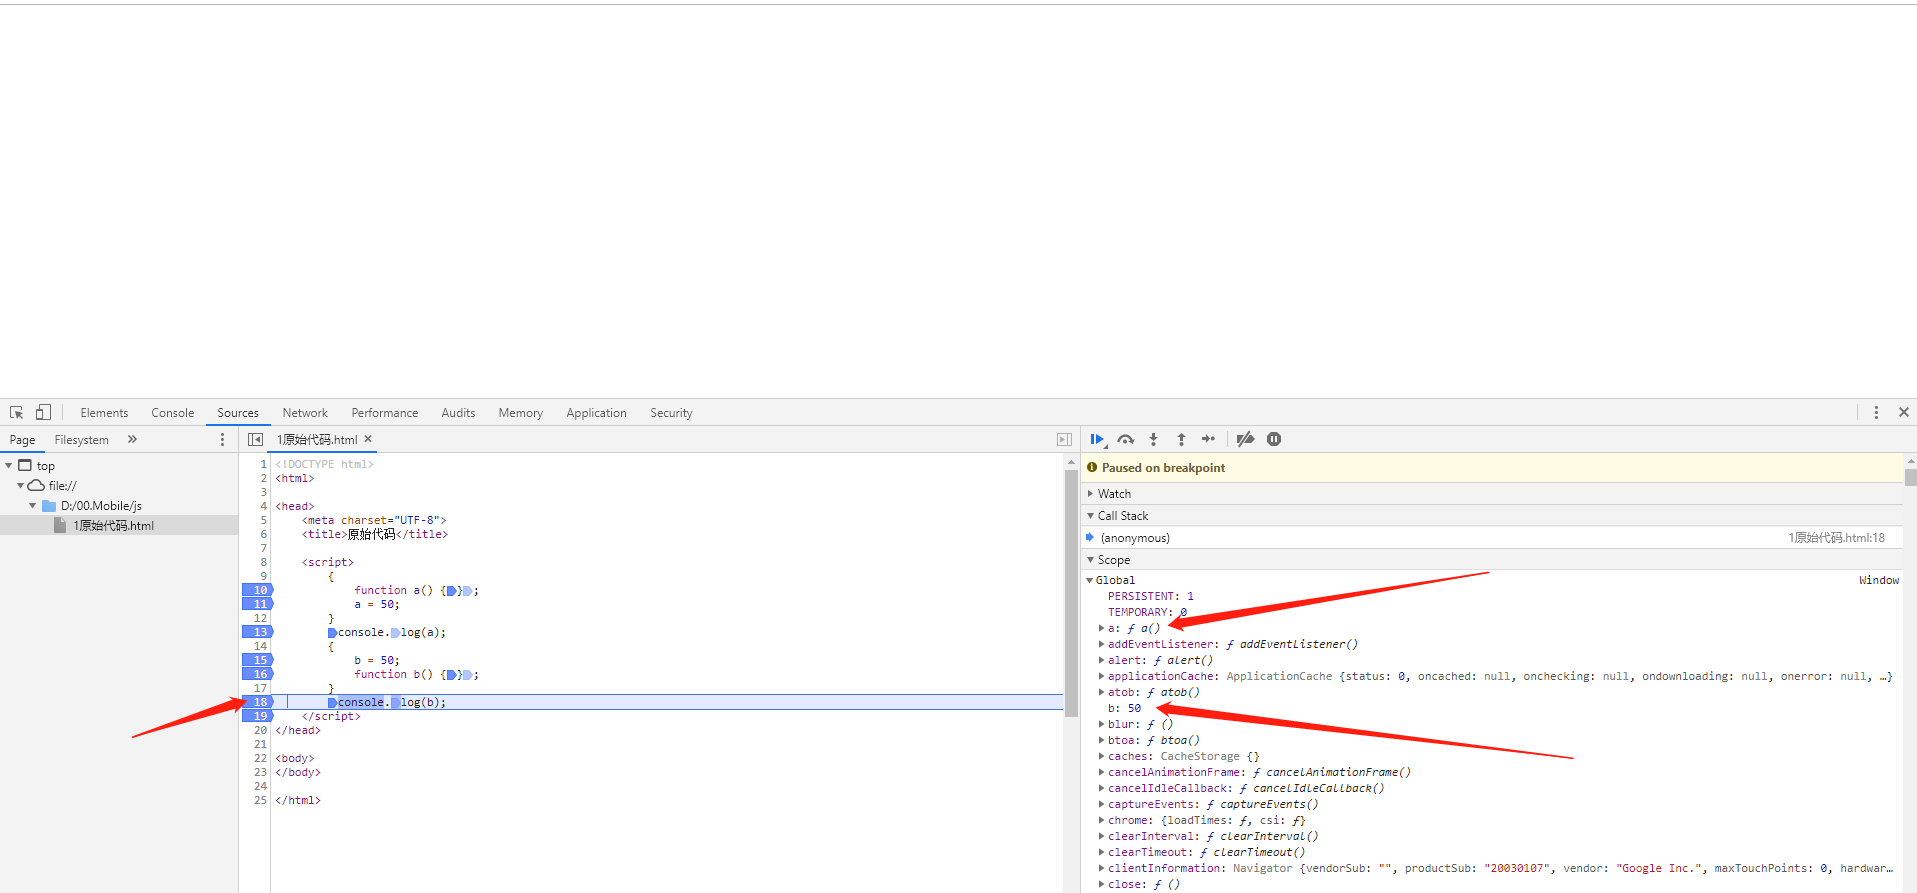 Elements Console Sources Network Performance Audits Memory Application Security
Page Filesystem »
top
file://
D:/00.Mobile/js
1原始代码.html
1原始代码.html ×
1 <!DOCTYPE html>
2 <html>
3
4 <head>
5 <meta charset="UTF-8">
6 <title>原始代码</title>
7
8 <script>
9 {
10 function a() {};
11 a = 50;
12 }
13 console.log(a);
14 {
15 b = 50;
16 function b() {};
17 }
18 console.log(b);
19 </script>
20 </head>
21
22 <body>
23 </body>
24
25 </html>
Paused on breakpoint
Watch
Call Stack
(anonymous) 1原始代码.html:18
Scope
Global Window
PERSISTENT: 1
TEMPORARY: 0
a: ƒ a()
addEventListener: ƒ addEventListener()
alert: ƒ alert()
applicationCache: ApplicationCache {status: 0, oncached: null, onchecking: null, ondownloading: null, onerror: null, …}
atob: ƒ atob()
b: 50
blur: ƒ ()
btoa: ƒ btoa()
caches: CacheStorage {}
cancelAnimationFrame: ƒ cancelAnimationFrame()
cancelIdleCallback: ƒ cancelIdleCallback()
captureEvents: ƒ captureEvents()
chrome: {loadTimes: ƒ, csi: ƒ}
clearInterval: ƒ clearInterval()
clearTimeout: ƒ clearTimeout()
clientInformation: Navigator {vendorSub: "", productSub: "20030107", vendor: "Google Inc.", maxTouchPoints: 0, hardwar…
close: ƒ ()